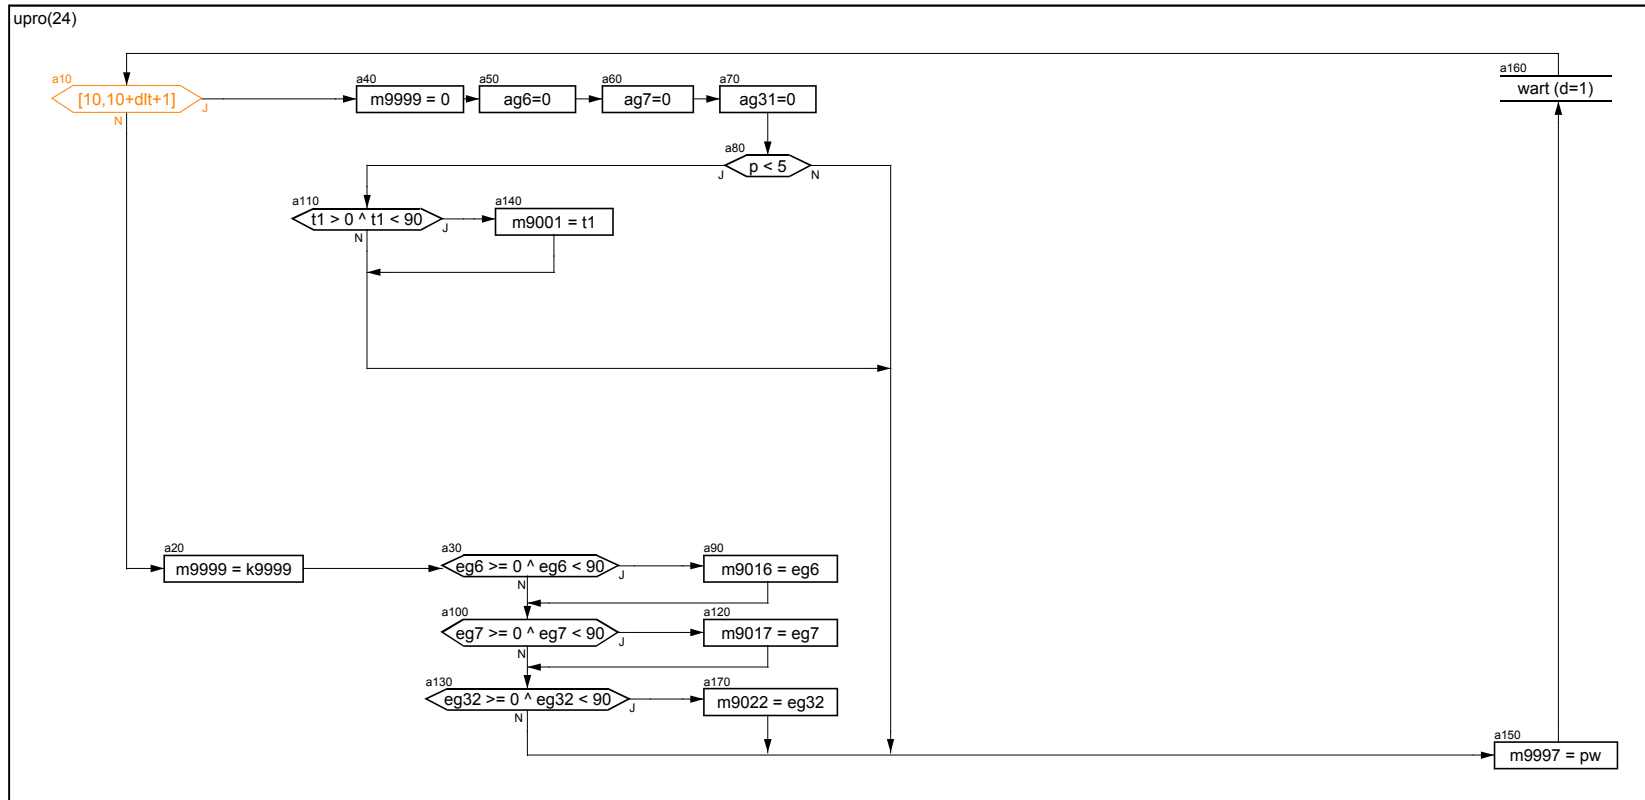 upro(24)
a10
[10,10+dlt+1]
J
N
a40
m9999 = 0
a50
ag6=0
a60
ag7=0
a70
ag31=0
a160
wart (d=1)
a80
p < 5
J
N
a110
t1 > 0 ^ t1 < 90
J
N
a140
m9001 = t1
a20
m9999 = k9999
a30
eg6 >= 0 ^ eg6 < 90
J
N
a90
m9016 = eg6
a100
eg7 >= 0 ^ eg7 < 90
J
N
a120
m9017 = eg7
a130
eg32 >= 0 ^ eg32 < 90
J
N
a170
m9022 = eg32
a150
m9997 = pw